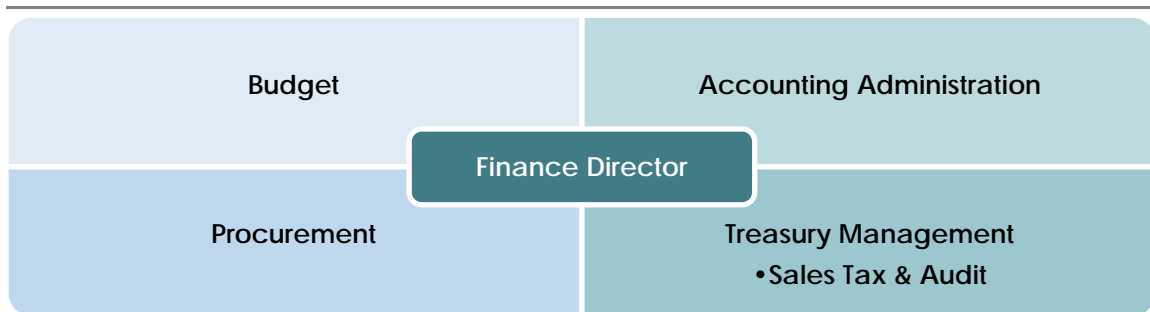 Budget
Accounting Administration
Finance Director
Procurement
Treasury Management
•Sales Tax & Audit